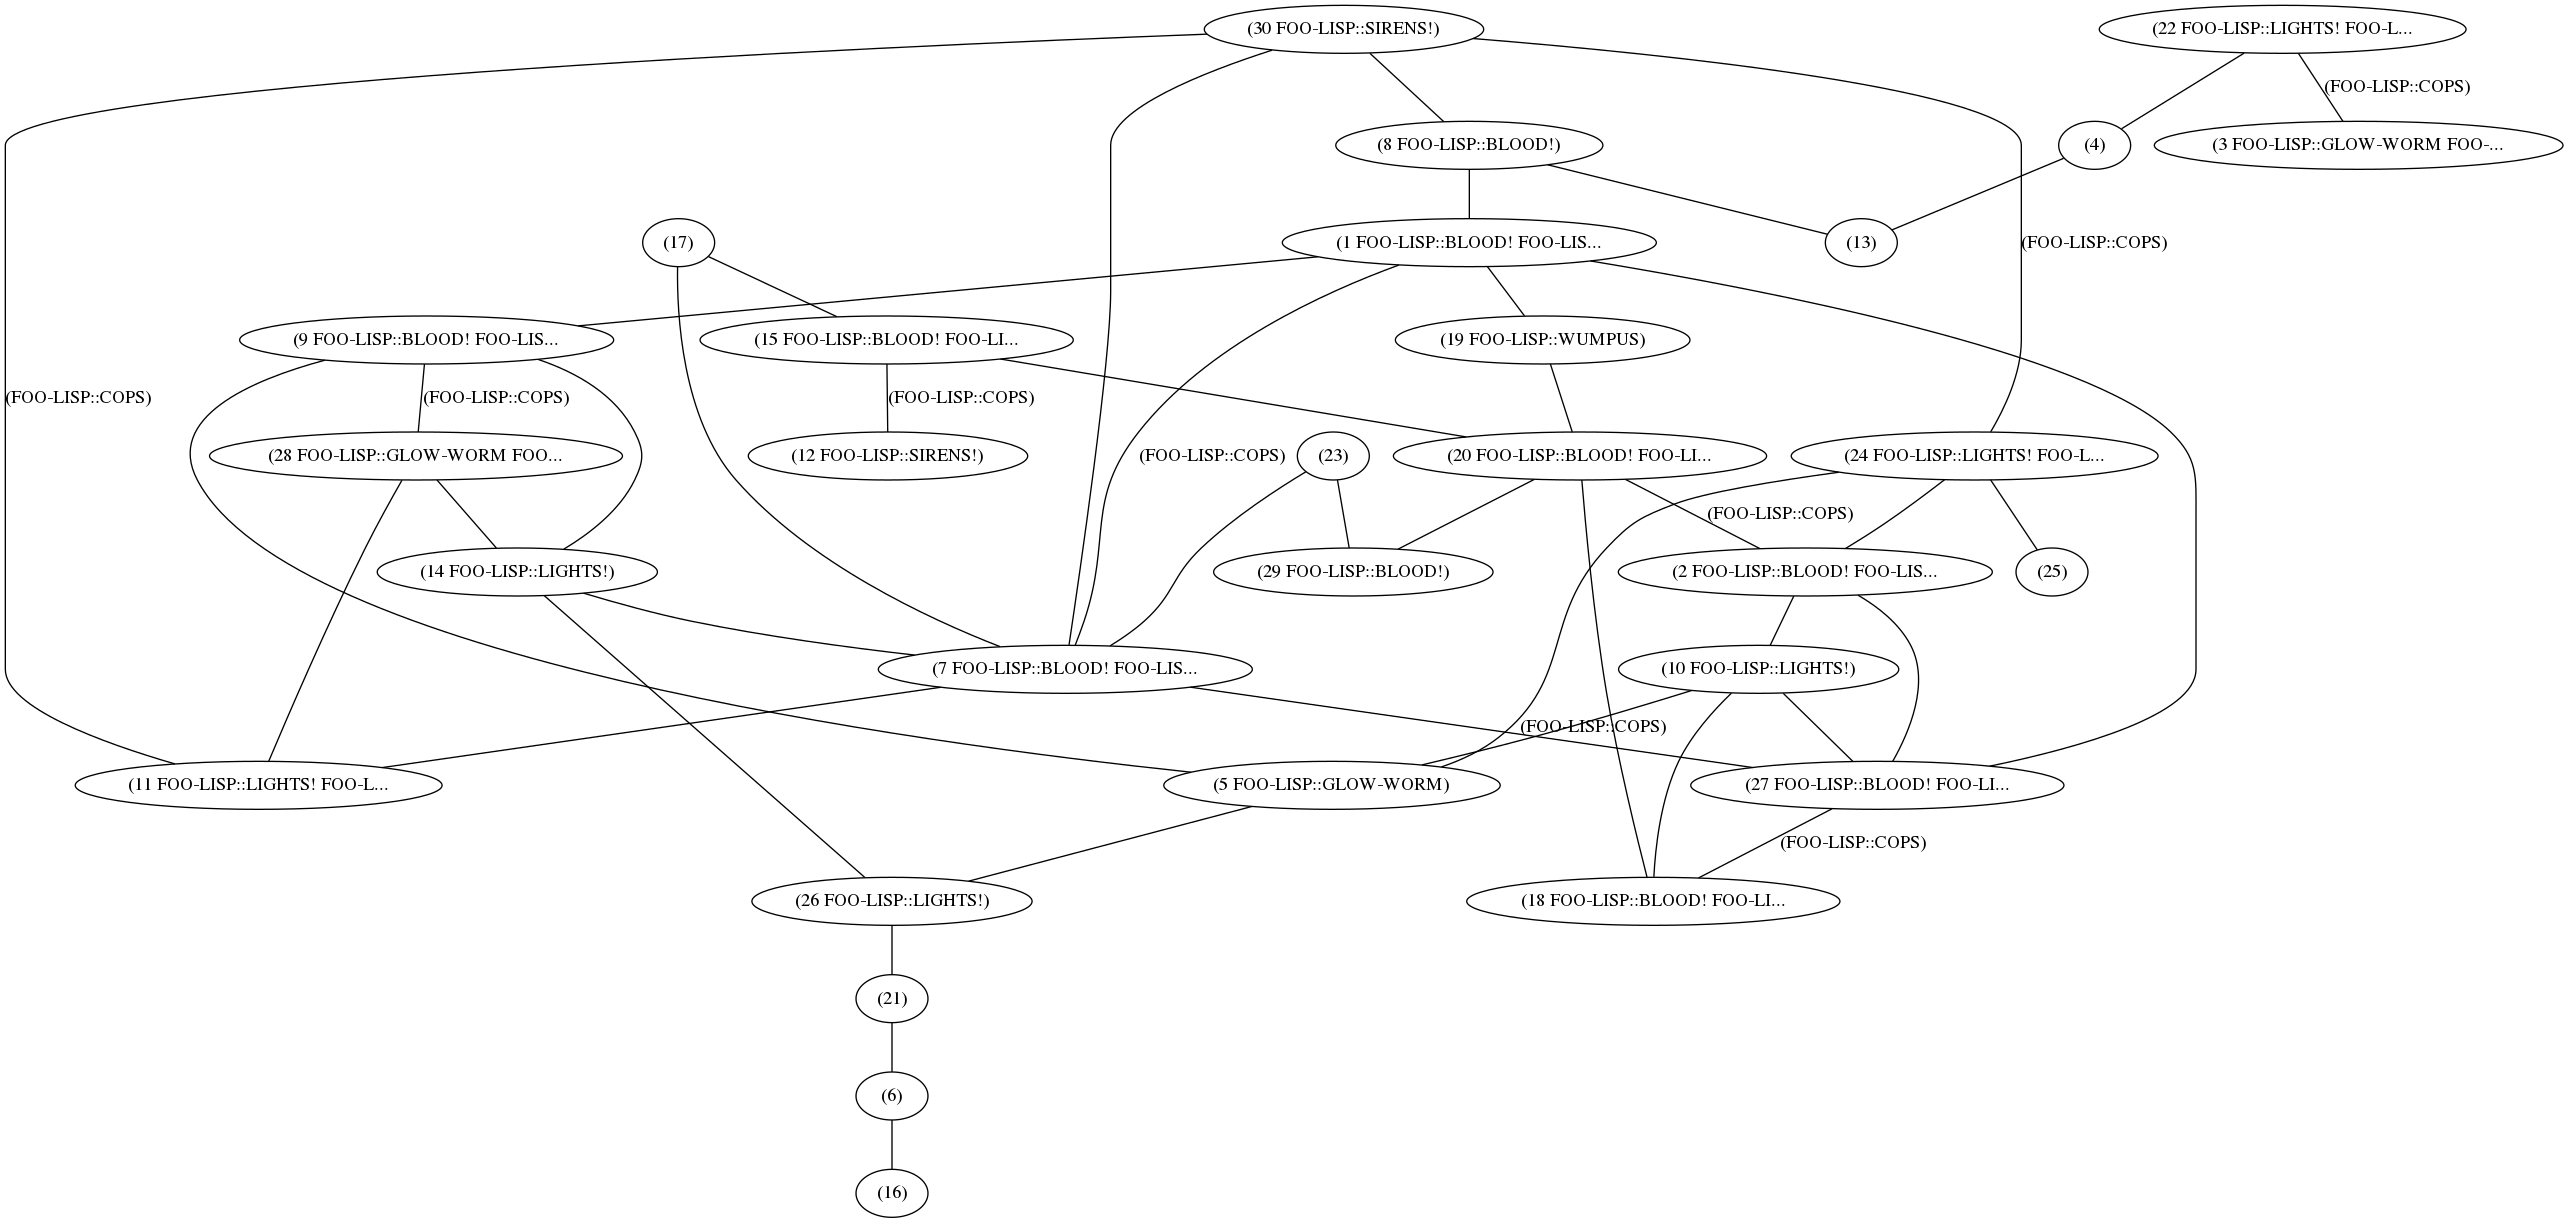 (30 FOO-LISP::SIRENS!)
(22 FOO-LISP::LIGHTS! FOO-L...
(FOO-LISP::COPS)
(8 FOO-LISP::BLOOD!)
(4)
(3 FOO-LISP::GLOW-WORM FOO-...
(17)
(1 FOO-LISP::BLOOD! FOO-LIS...
(13)
(FOO-LISP::COPS)
(9 FOO-LISP::BLOOD! FOO-LIS...
(15 FOO-LISP::BLOOD! FOO-LI...
(19 FOO-LISP::WUMPUS)
(FOO-LISP::COPS)
(FOO-LISP::COPS)
(FOO-LISP::COPS)
(28 FOO-LISP::GLOW-WORM FOO...
(12 FOO-LISP::SIRENS!)
(FOO-LISP::COPS)
(23)
(20 FOO-LISP::BLOOD! FOO-LI...
(24 FOO-LISP::LIGHTS! FOO-L...
(FOO-LISP::COPS)
(14 FOO-LISP::LIGHTS!)
(29 FOO-LISP::BLOOD!)
(2 FOO-LISP::BLOOD! FOO-LIS...
(25)
(7 FOO-LISP::BLOOD! FOO-LIS...
(10 FOO-LISP::LIGHTS!)
(FOO-LISP::COPS)
(11 FOO-LISP::LIGHTS! FOO-L...
(5 FOO-LISP::GLOW-WORM)
(27 FOO-LISP::BLOOD! FOO-LI...
(FOO-LISP::COPS)
(26 FOO-LISP::LIGHTS!)
(18 FOO-LISP::BLOOD! FOO-LI...
(21)
(6)
(16)